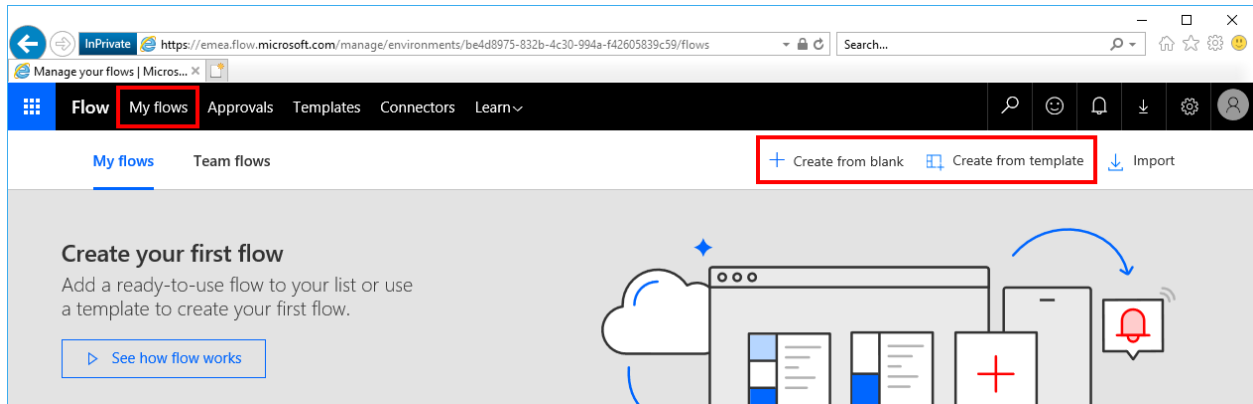 InPrivate https://emea.flow.microsoft.com/manage/environments/be4d8975-832b-4c30-994a-f42605839c59/flows Search...
Manage your flows | Micros...
Flow My flows Approvals Templates Connectors Learn
My flows Team flows Create from blank Create from template Import
Create your first flow
Add a ready-to-use flow to your list or use
a template to create your first flow.
See how flow works